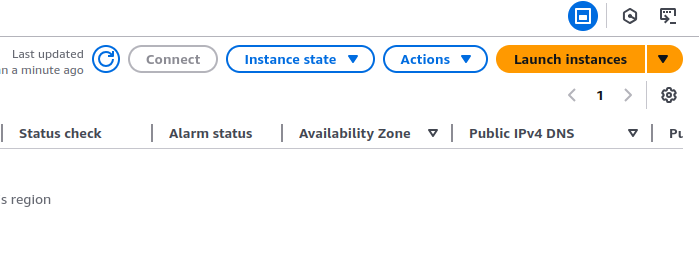 Last updated
n a minute ago
Connect
Instance state
Actions
Launch instances
1
Status check
Alarm status
Availability Zone
Public IPv4 DNS
Pu
s region